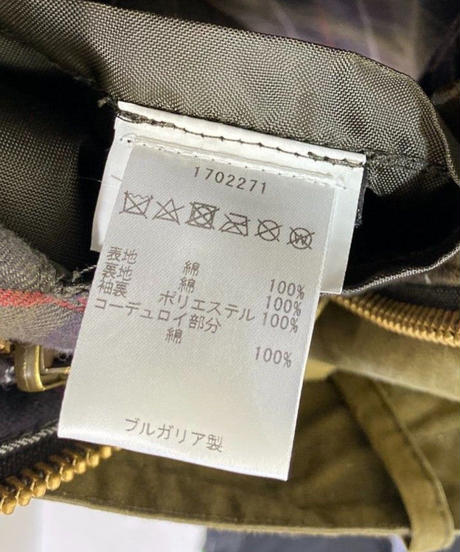 1702271
表地
綿 100%
裏地
綿 100%
袖裏
ポリエステル 100%
コーデュロイ部分
綿 100%
ブルガリア製